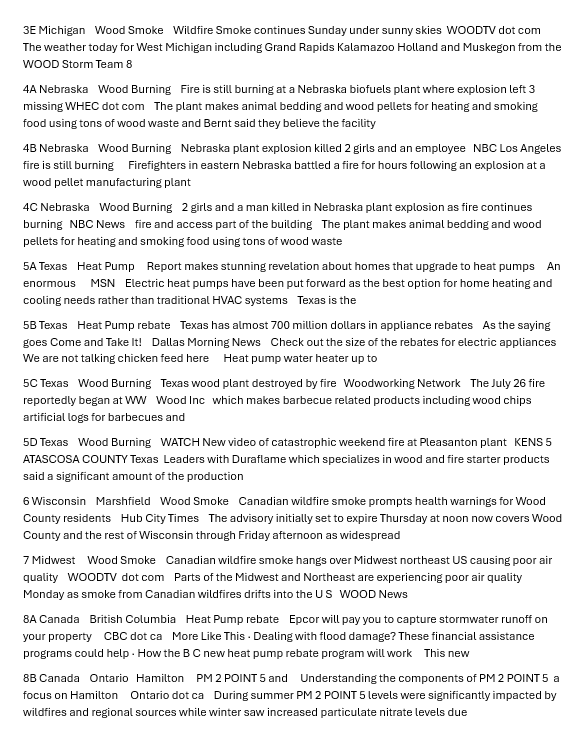 3E Michigan Wood Smoke Wildfire Smoke continues Sunday under sunny skies WOODTV dot com
The weather today for West Michigan including Grand Rapids Kalamazoo Holland and Muskegon from the
WOOD Storm Team 8
4A Nebraska Wood Burning Fire is still burning at a Nebraska biofuels plant where explosion left 3
missing WHEC dot com The plant makes animal bedding and wood pellets for heating and smoking
food using tons of wood waste and Bernt said they believe the facility
4B Nebraska Wood Burning Nebraska plant explosion killed 2 girls and an employee NBC Los Angeles
fire is still burning Firefighters in eastern Nebraska battled a fire for hours following an explosion at a
wood pellet manufacturing plant
4C Nebraska Wood Burning 2 girls and a man killed in Nebraska plant explosion as fire continues
burning NBC News fire and access part of the building The plant makes animal bedding and wood
pellets for heating and smoking food using tons of wood waste
5A Texas Heat Pump Report makes stunning revelation about homes that upgrade to heat pumps An
enormous MSN Electric heat pumps have been put forward as the best option for home heating and
cooling needs rather than traditional HVAC systems Texas is the
5B Texas Heat Pump rebate Texas has almost 700 million dollars in appliance rebates As the saying
goes Come and Take It! Dallas Morning News Check out the size of the rebates for electric appliances
We are not talking chicken feed here Heat pump water heater up to
5C Texas Wood Burning Texas wood plant destroyed by fire Woodworking Network The July 26 fire
reportedly began at WW Wood Inc which makes barbecue related products including wood chips
artificial logs for barbecues and
5D Texas Wood Burning WATCH New video of catastrophic weekend fire at Pleasanton plant KENS 5
ATASCOSA COUNTY Texas Leaders with Duraflame which specializes in wood and fire starter products
said a significant amount of the production
6 Wisconsin Marshfield Wood Smoke Canadian wildfire smoke prompts health warnings for Wood
County residents Hub City Times The advisory initially set to expire Thursday at noon now covers Wood
County and the rest of Wisconsin through Friday afternoon as widespread
7 Midwest Wood Smoke Canadian wildfire smoke hangs over Midwest northeast US causing poor air
quality WOODTV dot com Parts of the Midwest and Northeast are experiencing poor air quality
Monday as smoke from Canadian wildfires drifts into the U S WOOD News
8A Canada British Columbia Heat Pump rebate Epcor will pay you to capture stormwater runoff on
your property CBC dot ca More Like This · Dealing with flood damage? These financial assistance
programs could help · How the B C new heat pump rebate program will work This new
8B Canada Ontario Hamilton PM 2 POINT 5 and Understanding the components of PM 2 POINT 5 a
focus on Hamilton Ontario dot ca During summer PM 2 POINT 5 levels were significantly impacted by
wildfires and regional sources while winter saw increased particulate nitrate levels due